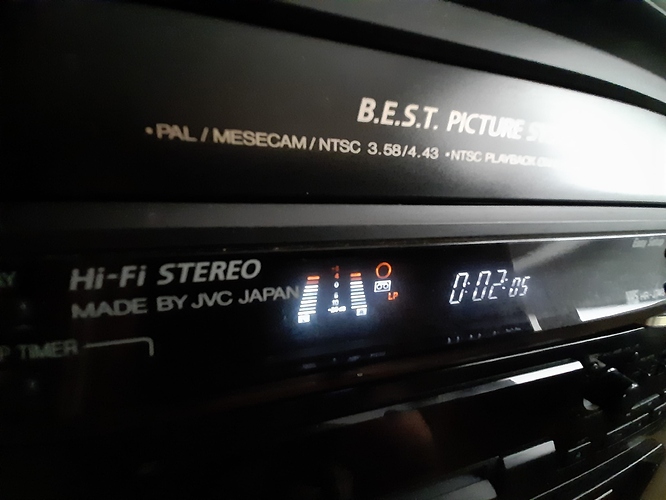 B.E.S.T. PICTURE
•PAL / MESECAM / NTSC 3.58/4.43 •NTSC PLAYBACK
Hi-Fi STEREO
MADE BY JVC JAPAN
LP
0:02:05
TIMER